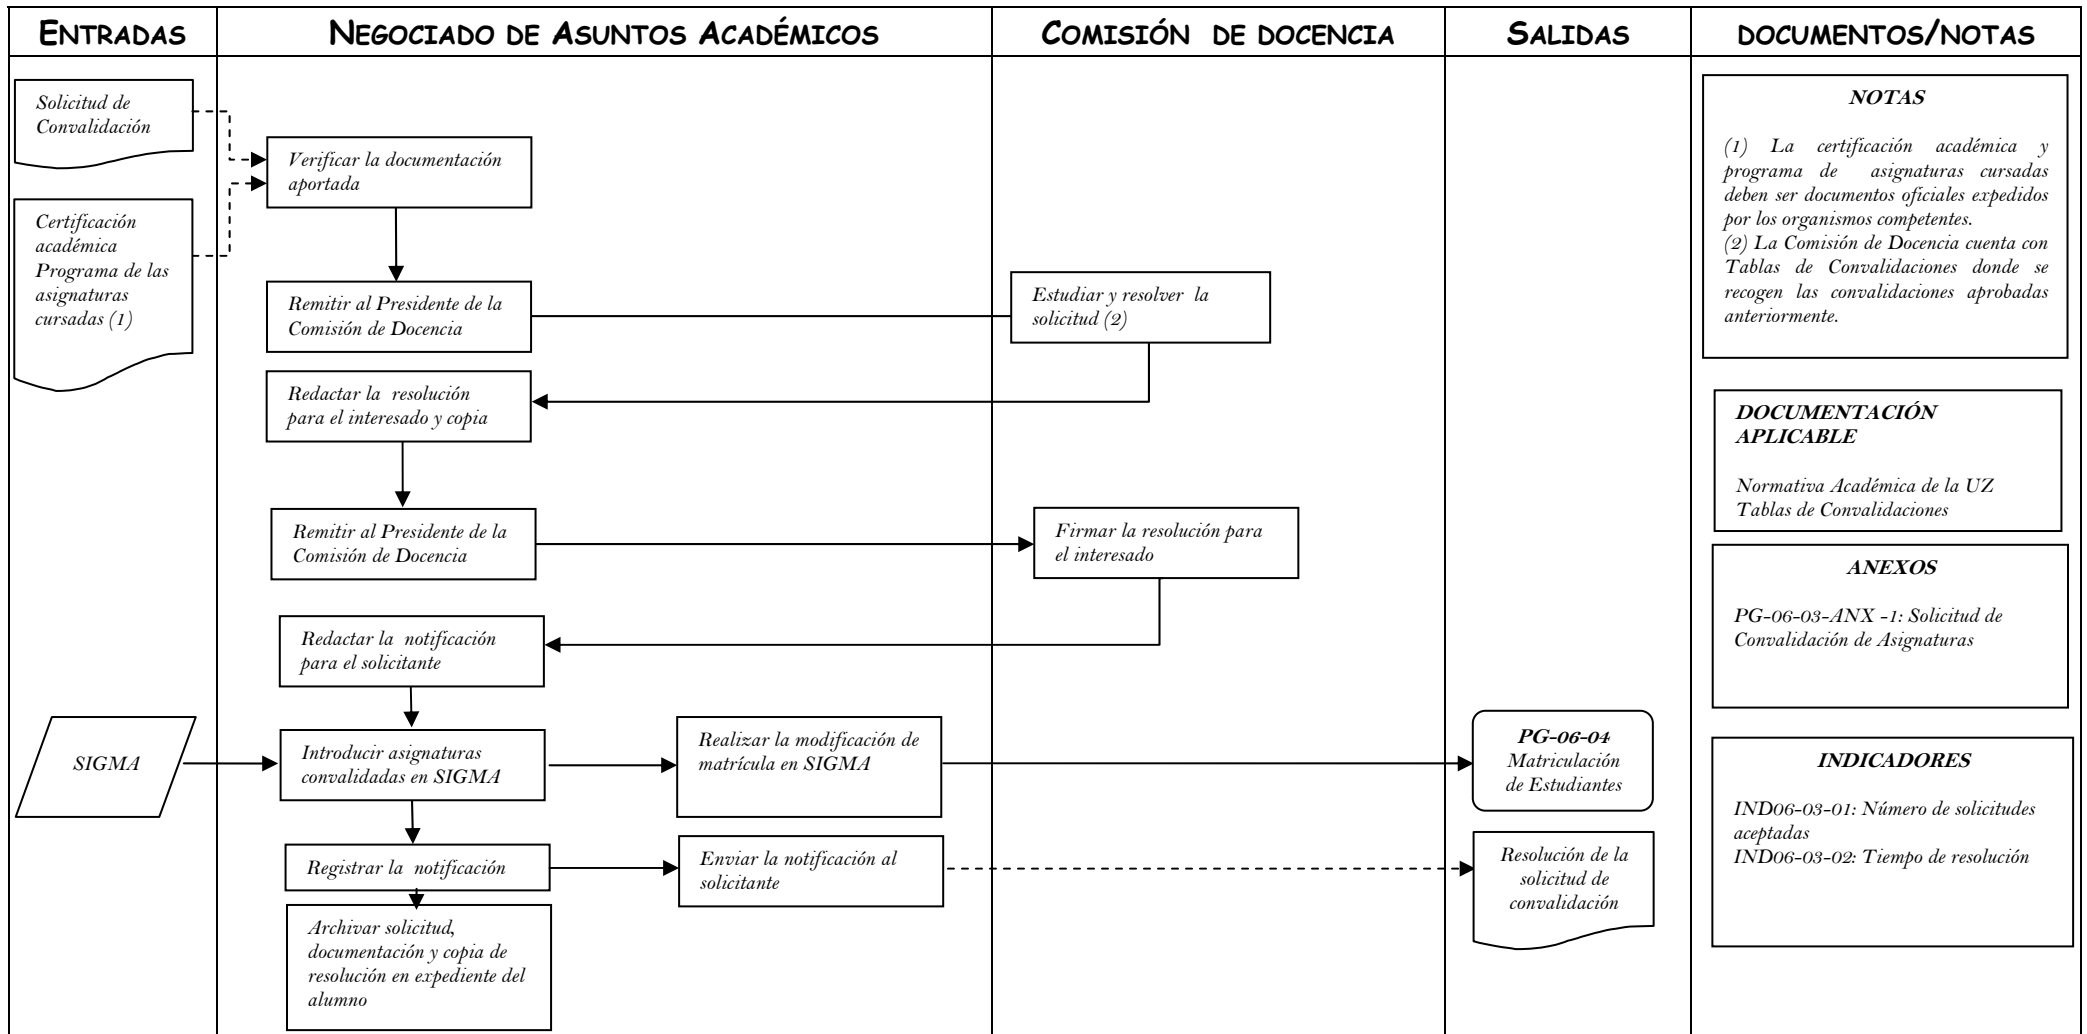 ENTRADAS
NEGOCIADO DE ASUNTOS ACADÉMICOS
COMISIÓN DE DOCENCIA
SALIDAS
DOCUMENTOS/NOTAS
Solicitud de
Convalidación
Certificación
académica
Programa de las
asignaturas
cursadas (1)
Verificar la documentación
aportada
Remitir al Presidente de la
Comisión de Docencia
Estudiar y resolver la
solicitud (2)
Redactar la resolución
para el interesado y copia
Remitir al Presidente de la
Comisión de Docencia
Firmar la resolución para
el interesado
Redactar la notificación
para el solicitante
SIGMA
Introducir asignaturas
convalidadas en SIGMA
Realizar la modificación de
matrícula en SIGMA
PG-06-04
Matriculación
de Estudiantes
Registrar la notificación
Enviar la notificación al
solicitante
Resolución de la
solicitud de
convalidación
Archivar solicitud,
documentación y copia de
resolución en expediente del
alumno
NOTAS
(1) La certificación académica y
programa de asignaturas cursadas
deben ser documentos oficiales expedidos
por los organismos competentes.
(2) La Comisión de Docencia cuenta con
Tablas de Convalidaciones donde se
recogen las convalidaciones aprobadas
anteriormente.
DOCUMENTACIÓN
APLICABLE
Normativa Académica de la UZ
Tablas de Convalidaciones
ANEXOS
PG-06-03-ANX -1: Solicitud de
Convalidación de Asignaturas
INDICADORES
IND06-03-01: Número de solicitudes
aceptadas
IND06-03-02: Tiempo de resolución